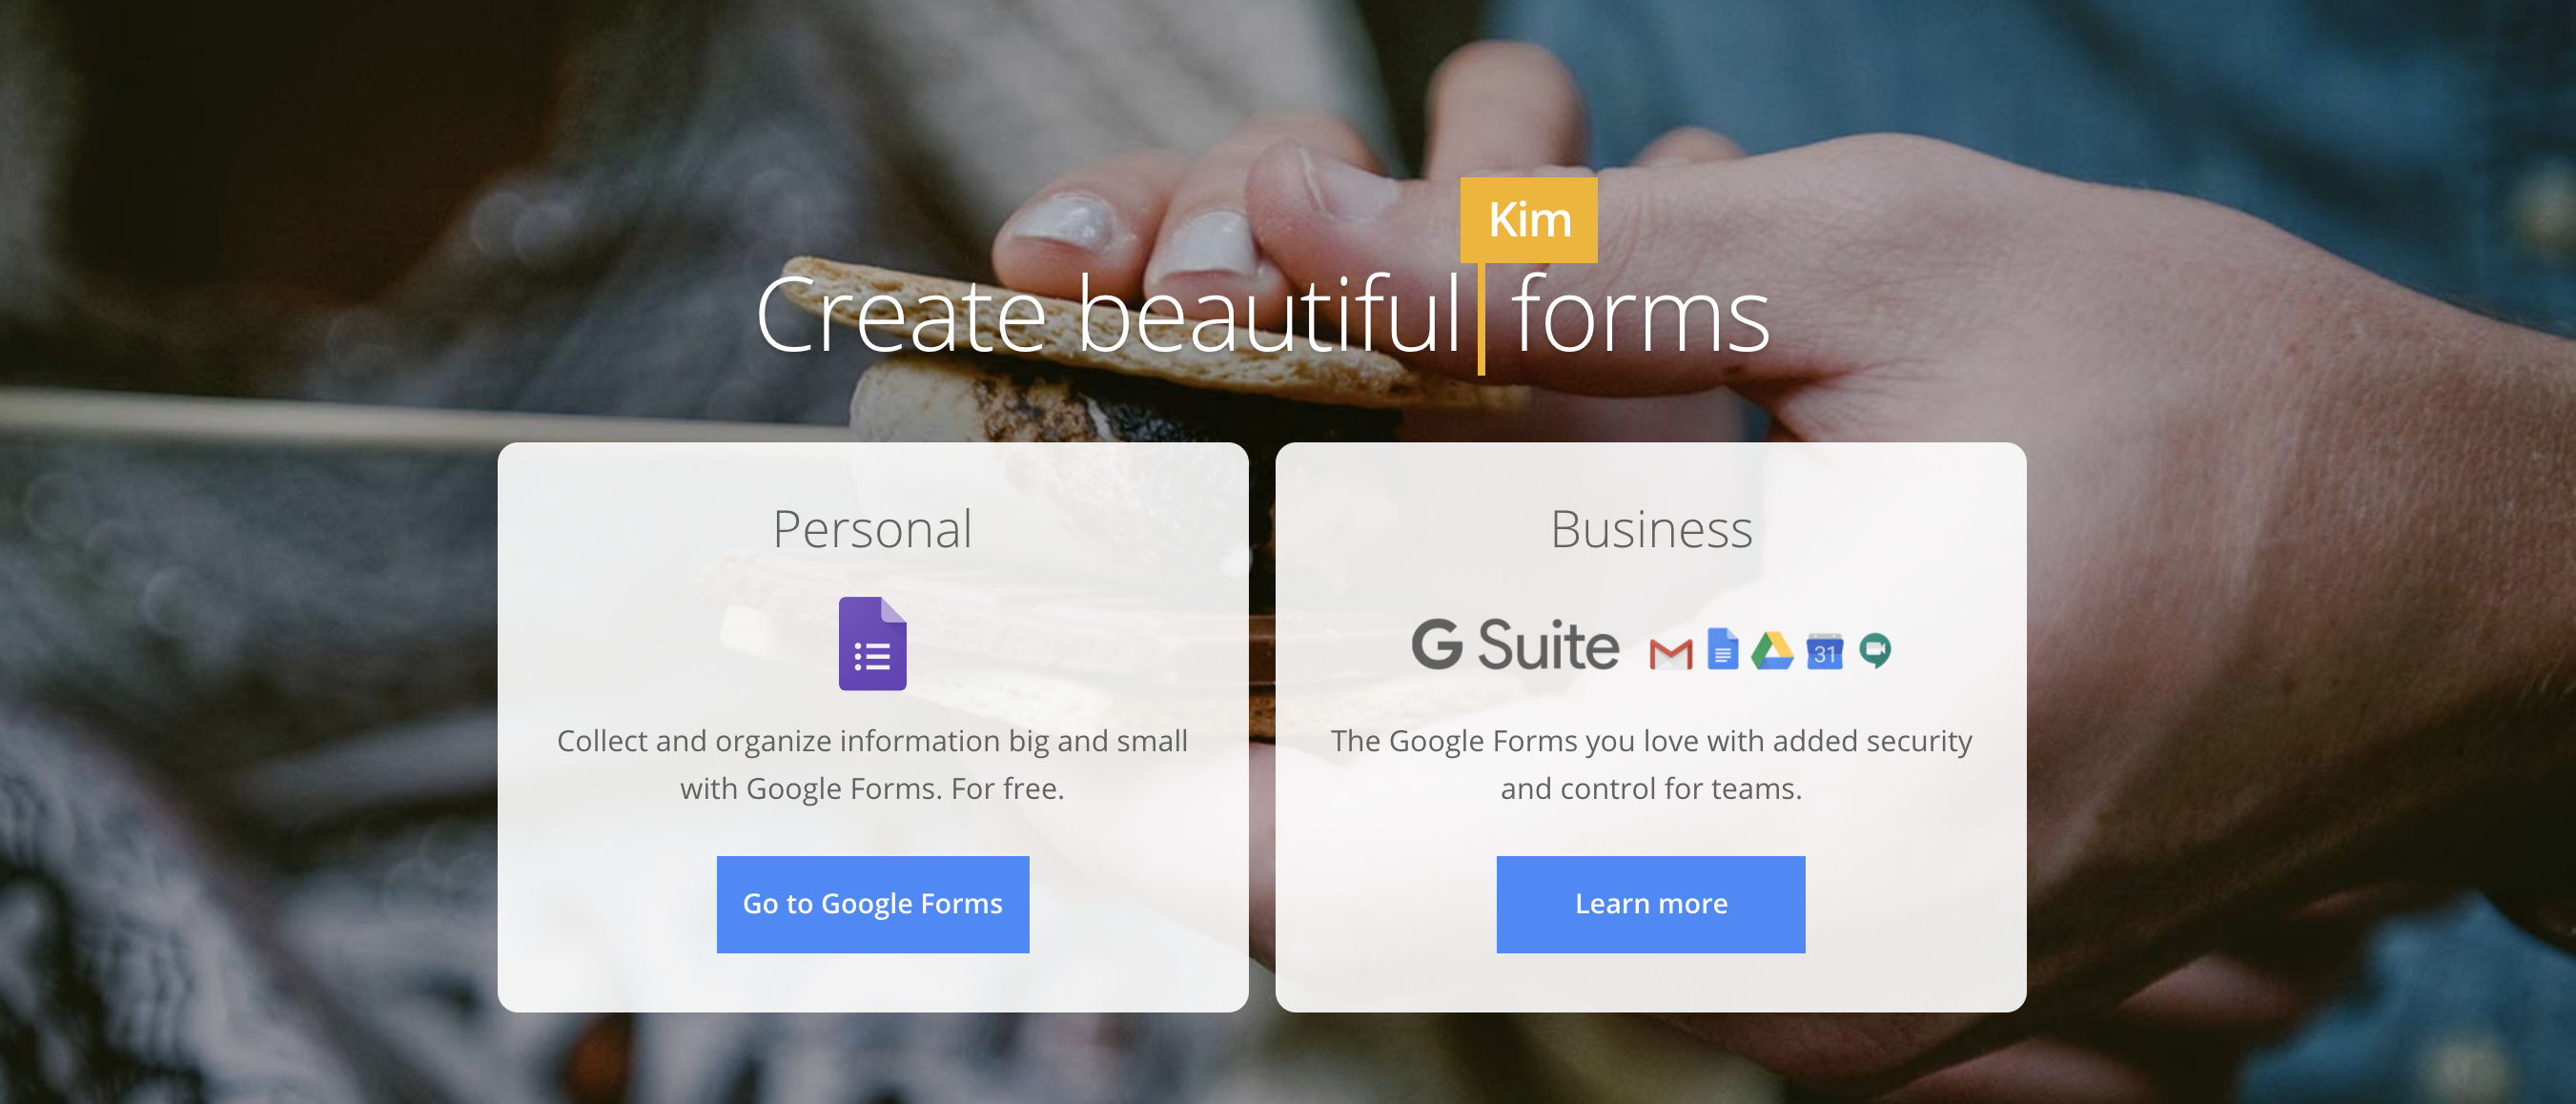 Kim
Create beautiful forms
Personal
Collect and organize information big and small
with Google Forms. For free.
Go to Google Forms
Business
G Suite 31
The Google Forms you love with added security
and control for teams.
Learn more